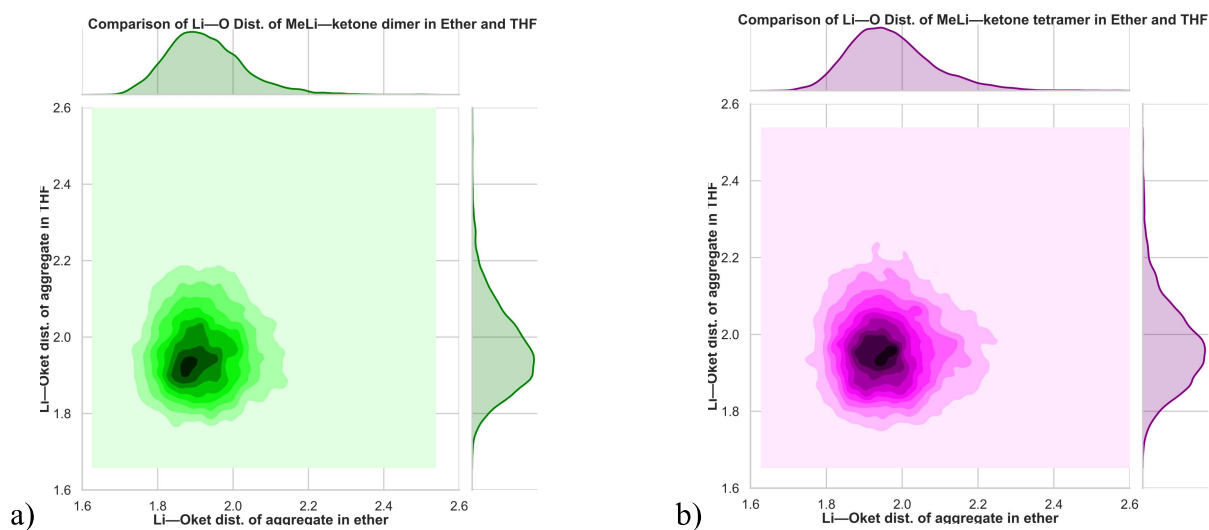 Comparison of Li—O Dist. of MeLi—ketone dimer in Ether and THF
2.6
2.4
2.2
2.0
1.8
1.6
Li—Oket dist. of aggregate in THF
1.6 1.8 2.0 2.2 2.4 2.6
Li—Oket dist. of aggregate in ether
a)
Comparison of Li—O Dist. of MeLi—ketone tetramer in Ether and THF
2.6
2.4
2.2
2.0
1.8
1.6
Li—Oket dist. of aggregate in THF
1.6 1.8 2.0 2.2 2.4 2.6
Li—Oket dist. of aggregate in ether
b)